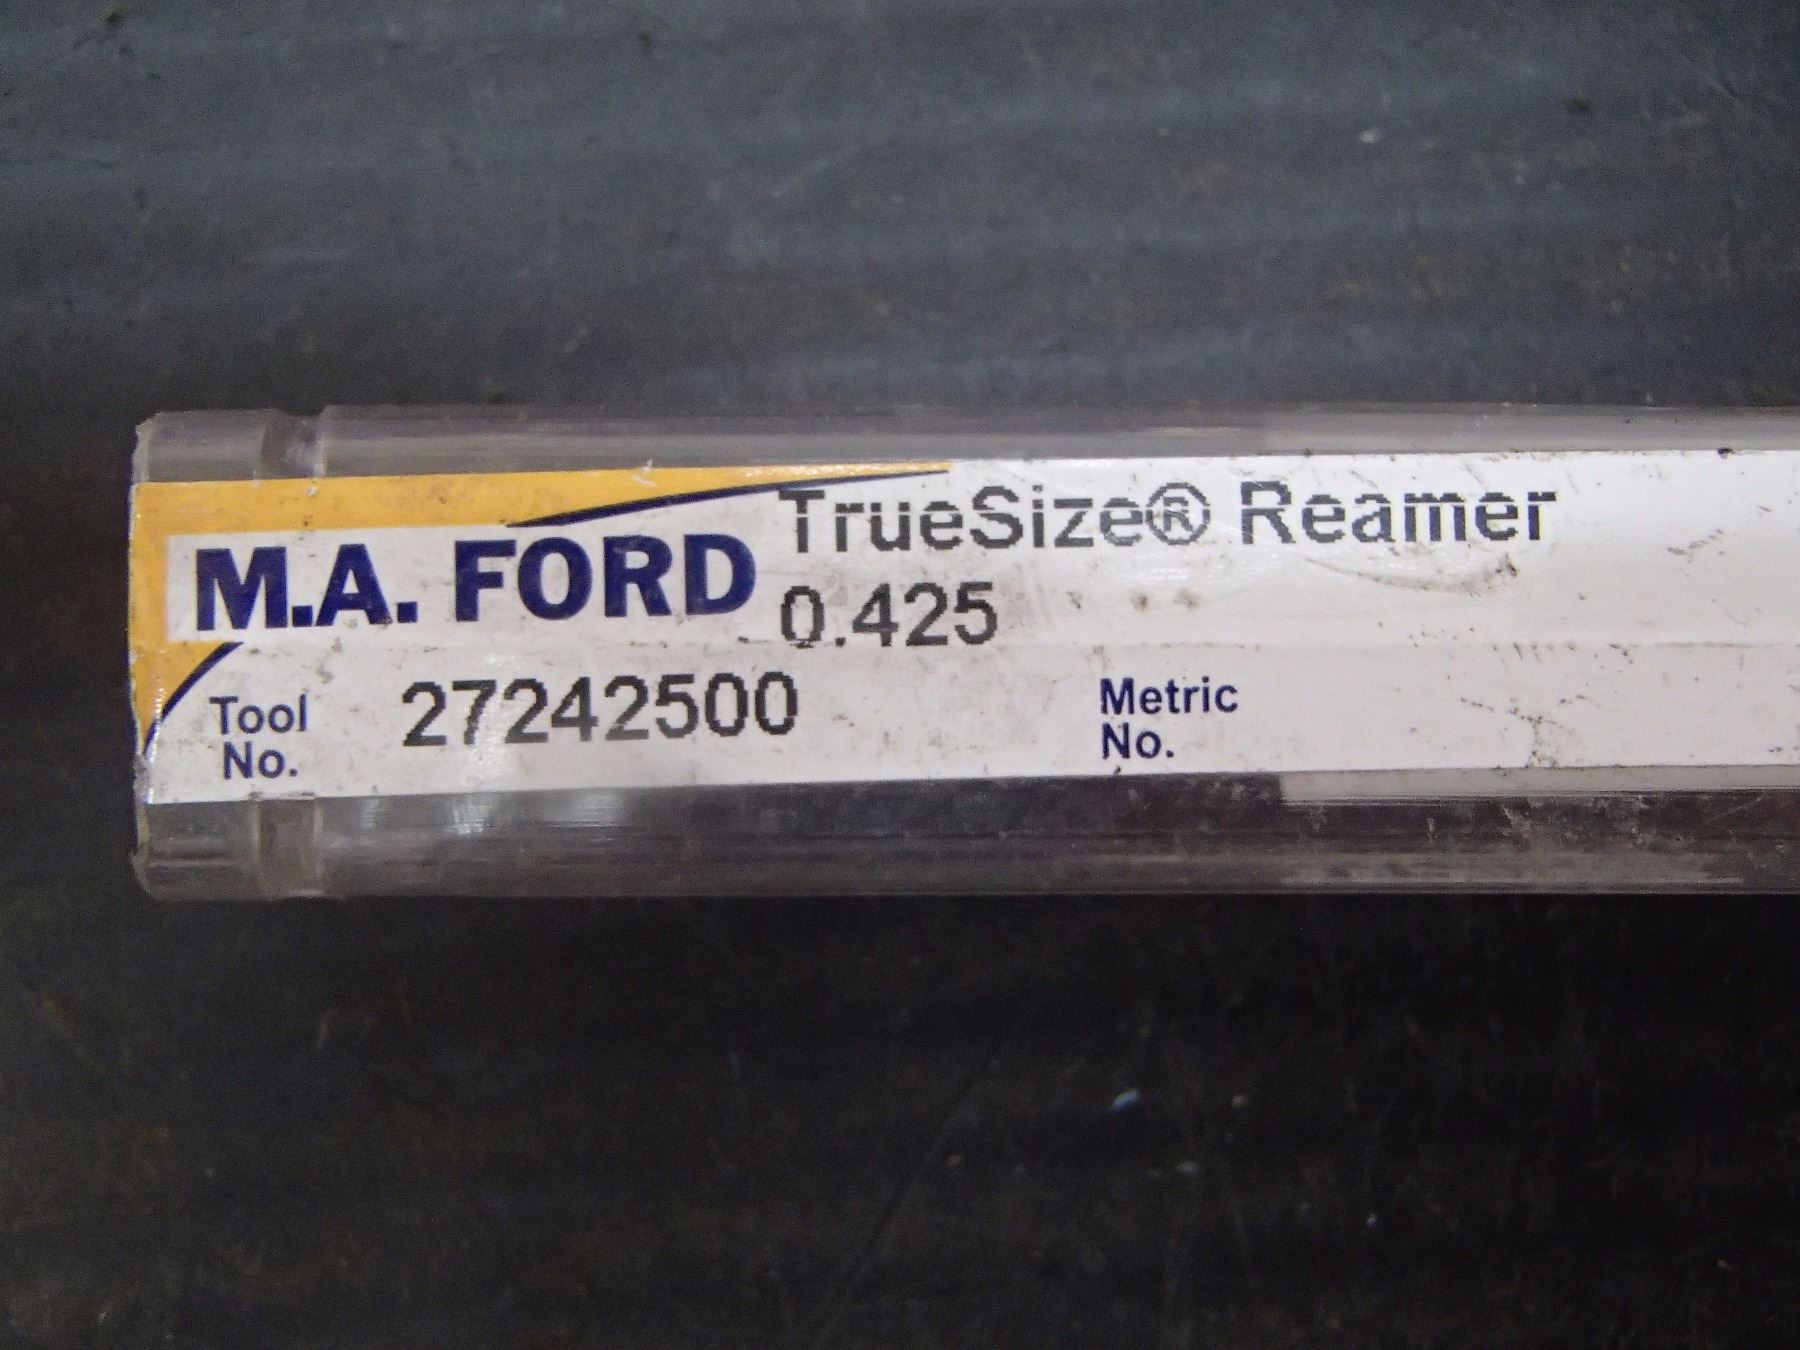 M.A. FORD
TrueSize® Reamer
0.425
Tool No.
27242500
Metric No.